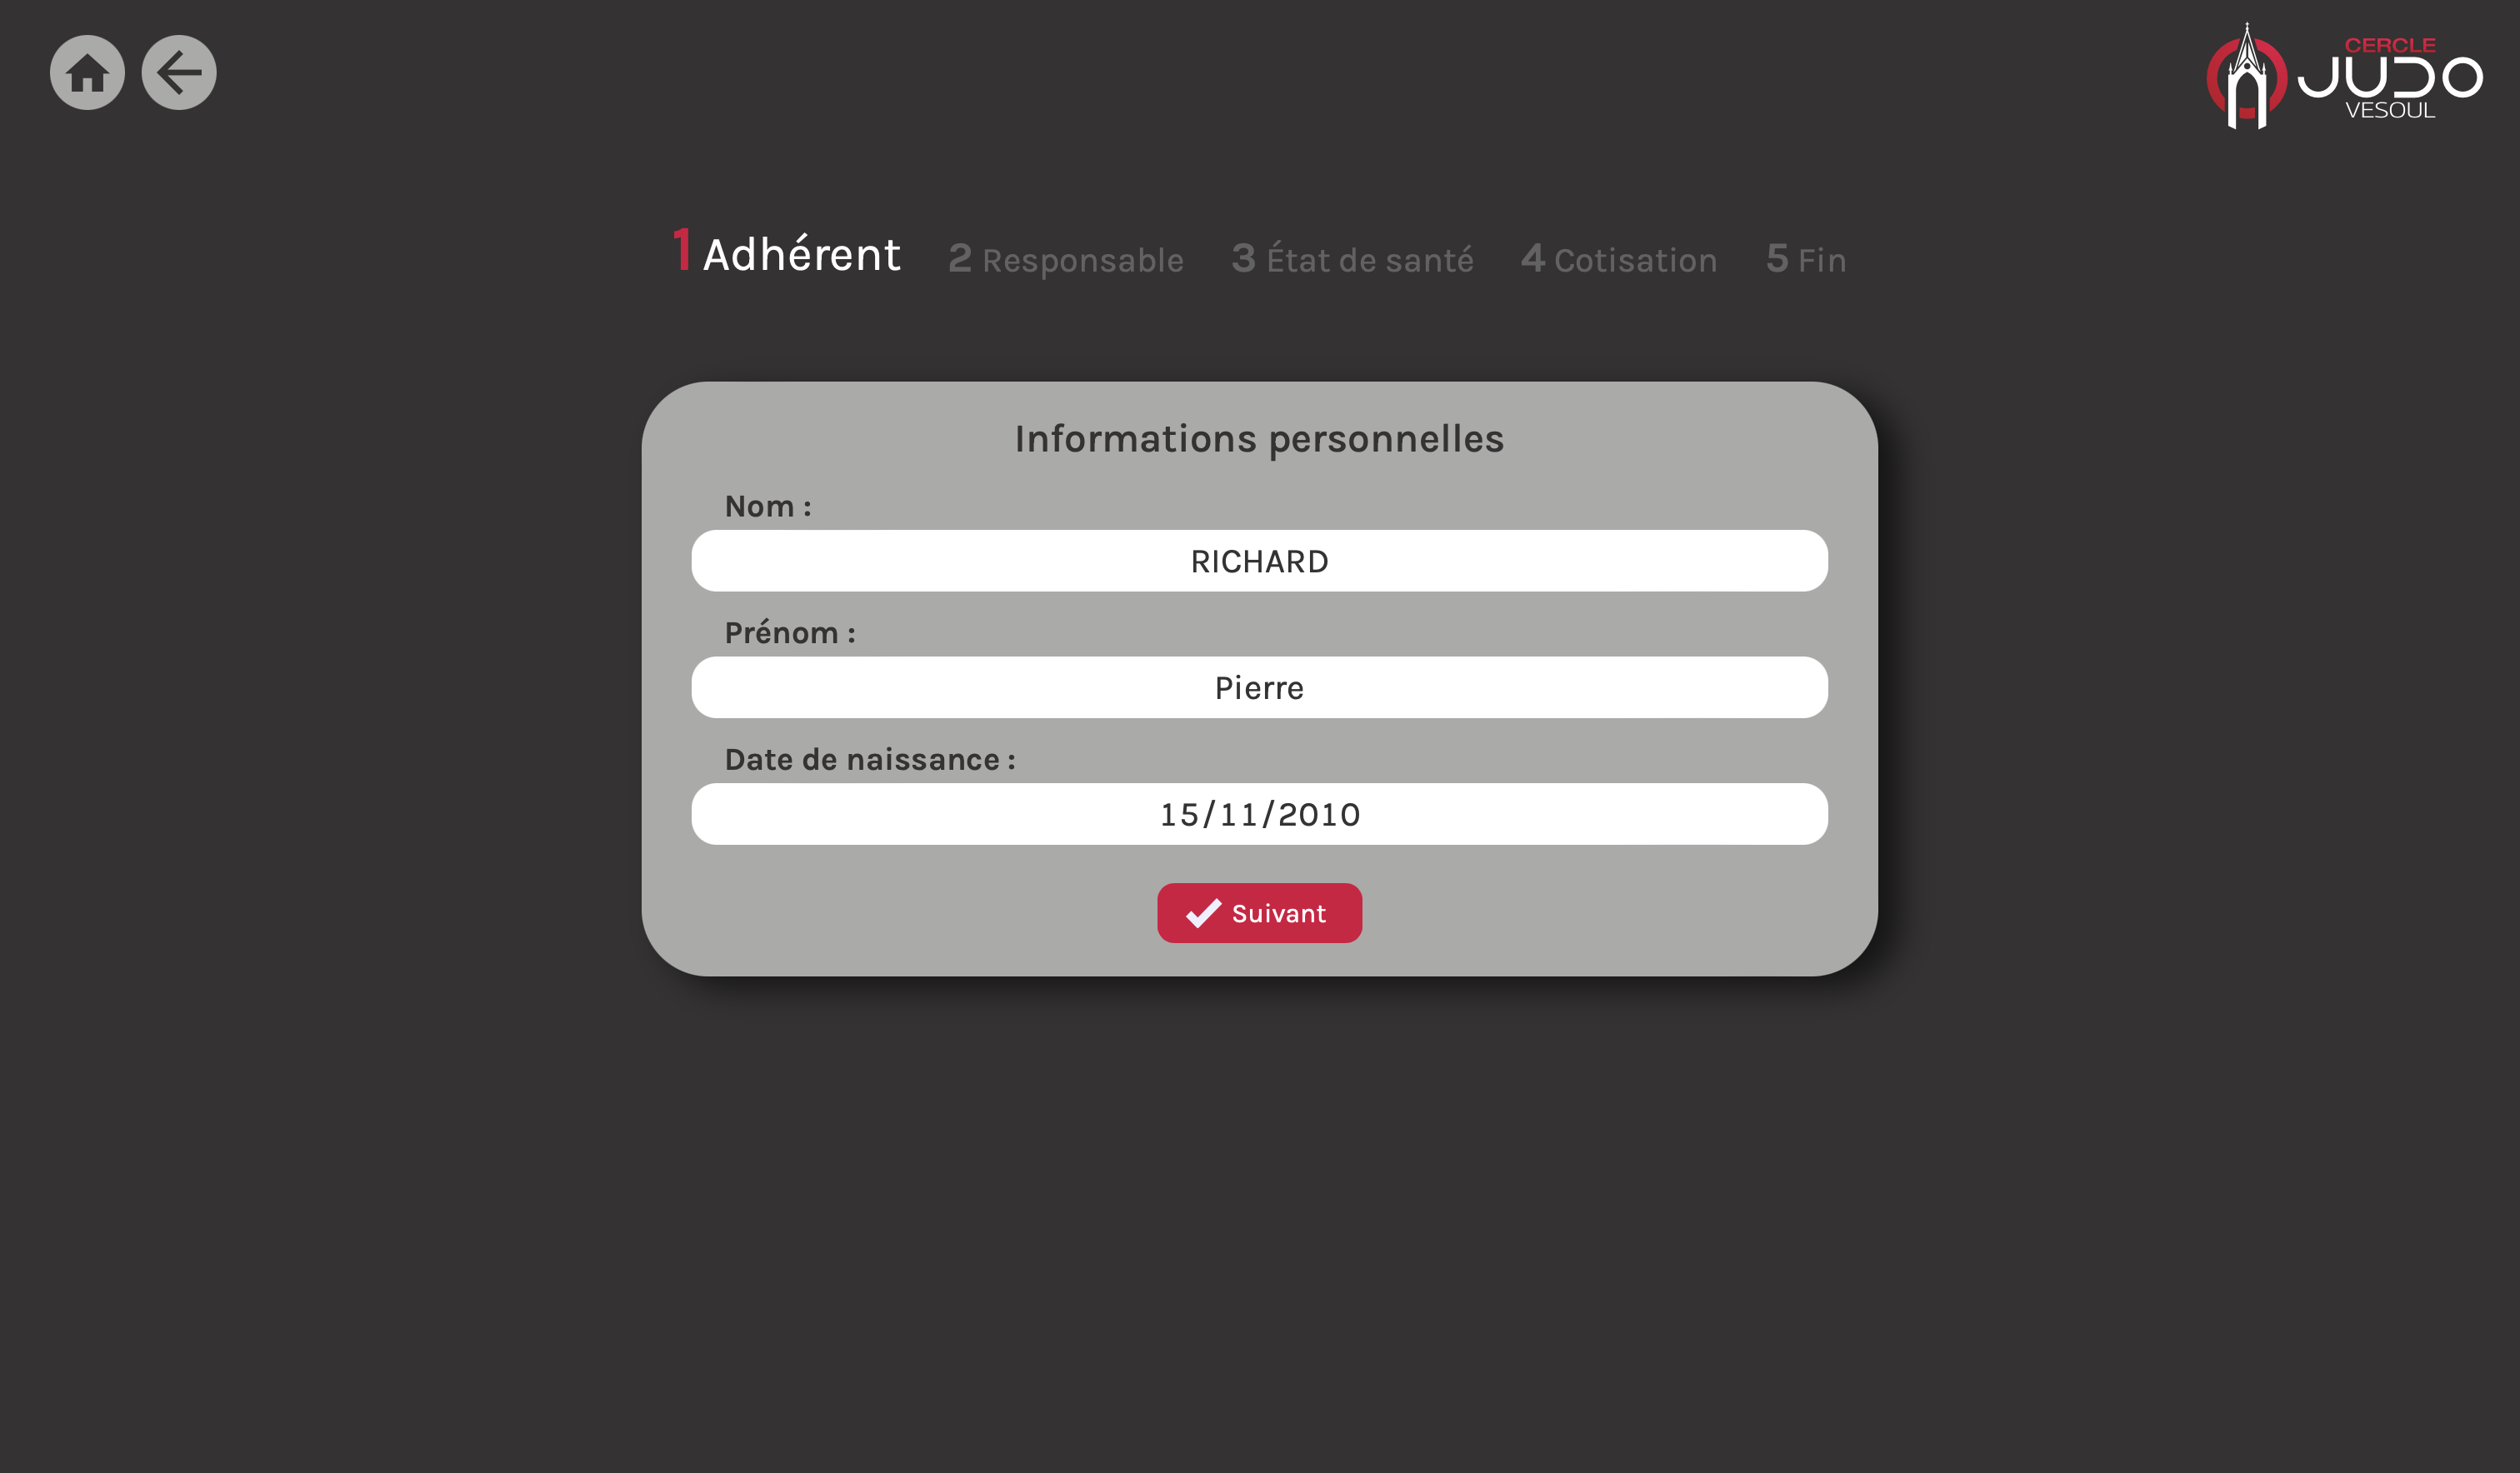 CERCLE
JUDO
VESOUL
1 Adhérent 2 Responsable 3 État de santé 4 Cotisation 5 Fin
Informations personnelles
Nom :
RICHARD
Prénom :
Pierre
Date de naissance :
15/11/2010
Suivant